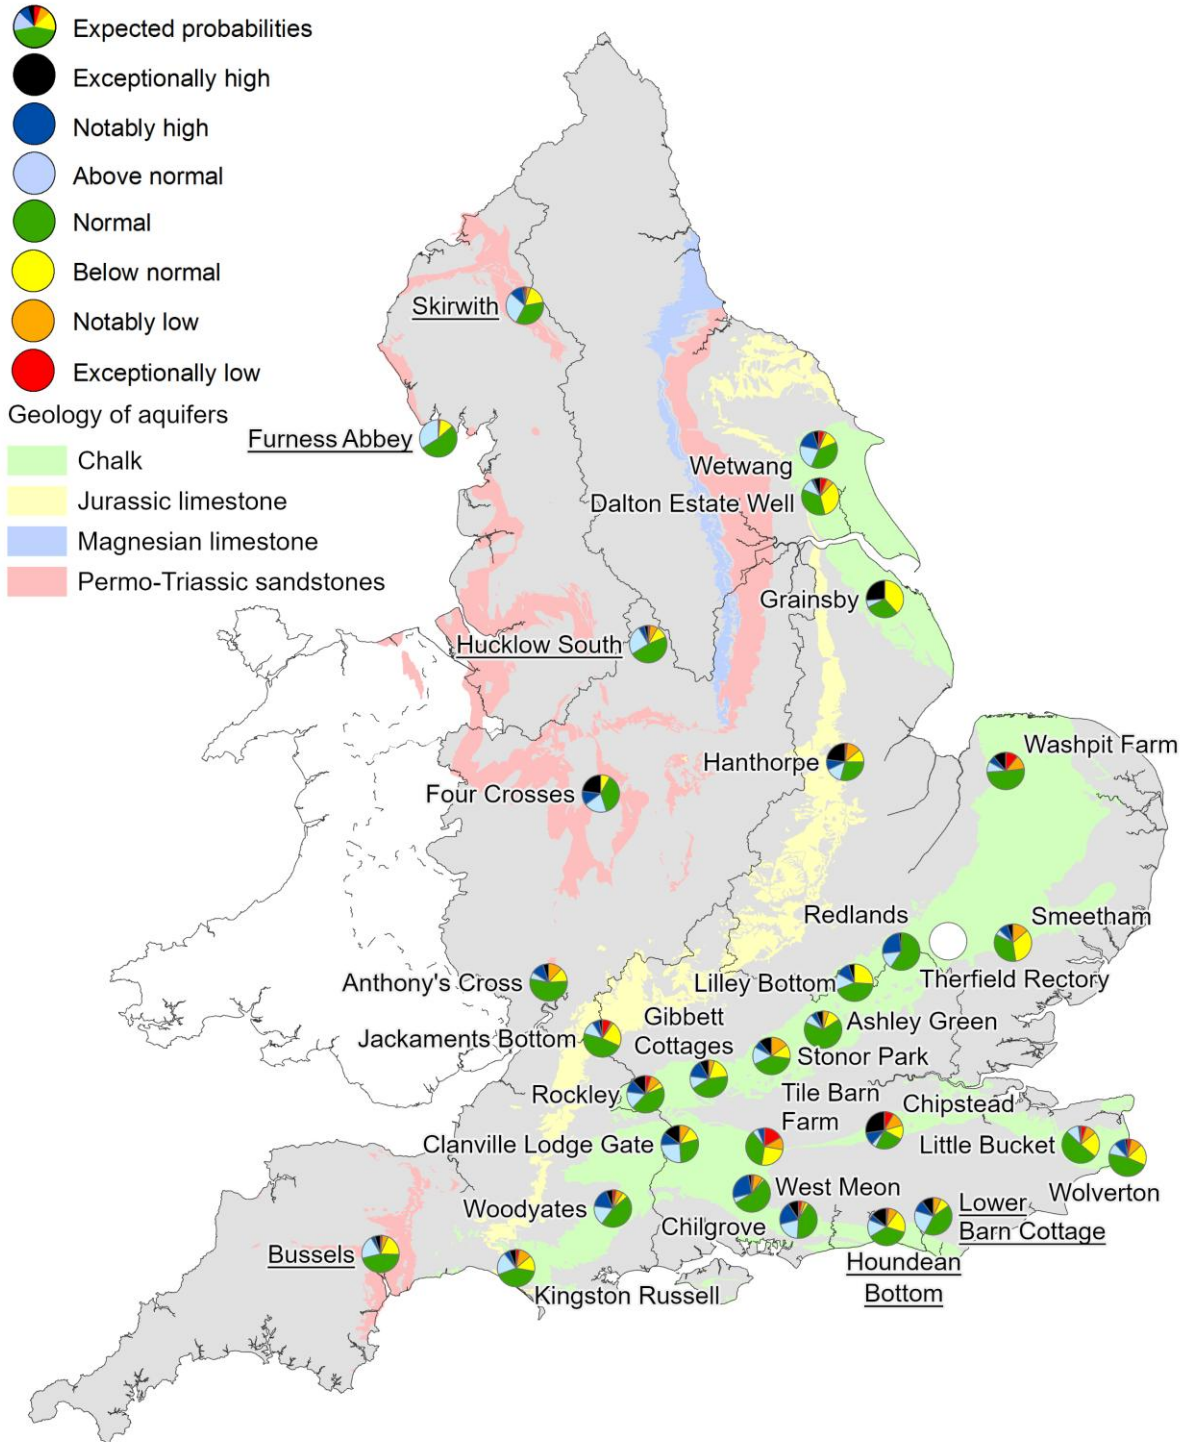 Expected probabilities
Exceptionally high
Notably high
Above normal
Normal
Below normal
Notably low
Exceptionally low
Geology of aquifers
Chalk
Jurassic limestone
Magnesian limestone
Permo-Triassic sandstones
Skirwith
Furness Abbey
Wetwang
Dalton Estate Well
Grainsby
Hucklow South
Hanthorpe
Washpit Farm
Four Crosses
Redlands
Smeetham
Anthony's Cross
Lilley Bottom
Therfield Rectory
Jackaments Bottom
Gibbett
Cottages
Ashley Green
Stonor Park
Rockley
Tile Barn
Farm
Chipstead
Clanville Lodge Gate
Little Bucket
Woodyates
West Meon
Wolverton
Chilgrove
Lower
Barn Cottage
Bussels
Houndean
Bottom
Kingston Russell